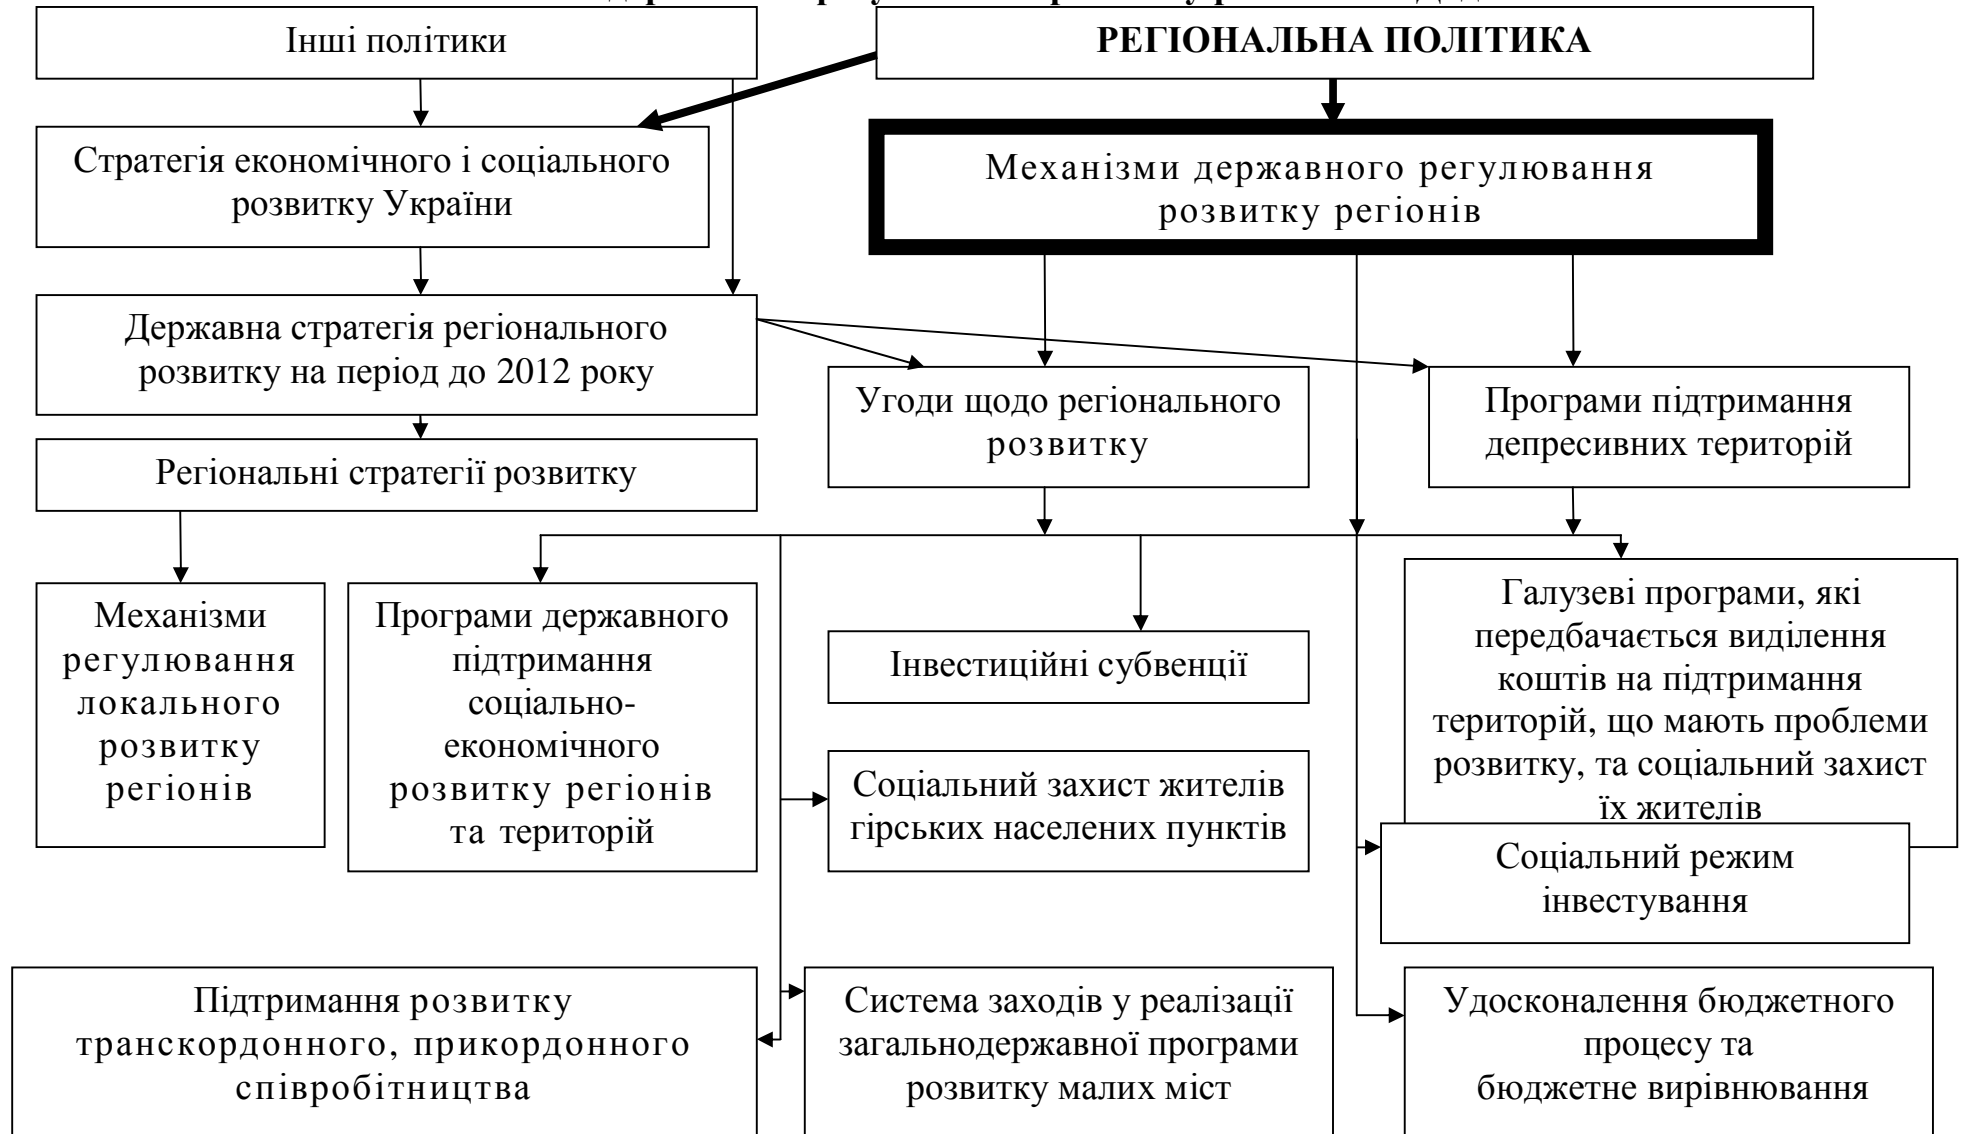 Інші політики
РЕГІОНАЛЬНА ПОЛІТИКА
Стратегія економічного і соціального
розвитку України
Механізми державного регулювання
розвитку регіонів
Державна стратегія регіонального
розвитку на період до 2012 року
Угоди щодо регіонального
розвитку
Програми підтримання
депресивних територій
Регіональні стратегії розвитку
Механізми
регулювання
локального
розвитку
регіонів
Програми державного
підтримання
соціально-
економічного
розвитку регіонів
та територій
Інвестиційні субвенції
Галузеві програми, які
передбачається виділення
коштів на підтримання
територій, що мають проблеми
розвитку, та соціальний захист
їх жителів
Соціальний захист жителів
гірських населених пунктів
Соціальний режим
інвестування
Підтримання розвитку
транскордонного, прикордонного
співробітництва
Система заходів у реалізації
загальнодержавної програми
розвитку малих міст
Удосконалення бюджетного
процесу та
бюджетне вирівнювання